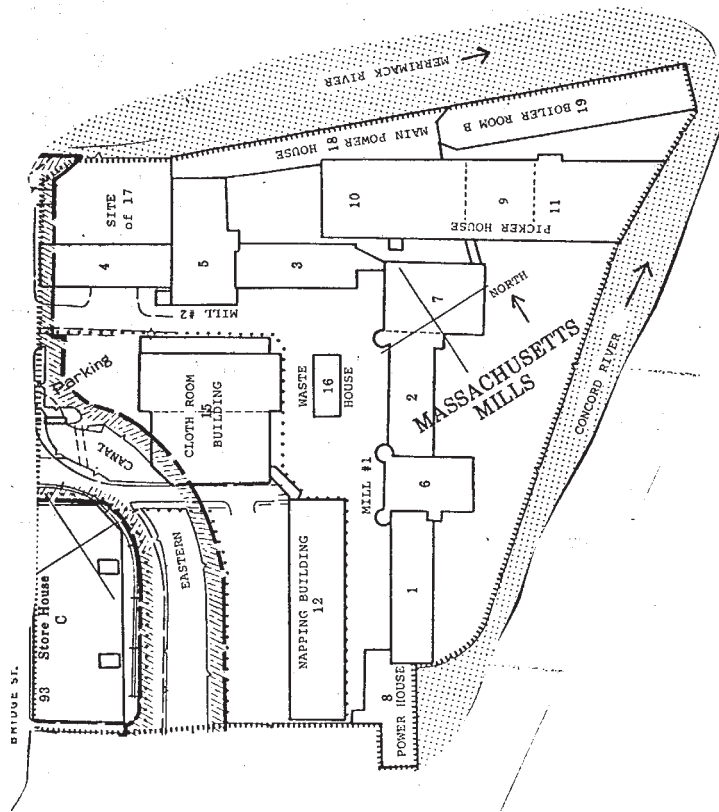 MERRIMACK RIVER
BOILER ROOM B
19
MAIN POWER HOUSE
18
SITE
of 17
10
9
11
PICKER HOUSE
4
5
3
MILL #2
7
NORTH
MASSACHUSETTS
MILLS
CONCORD RIVER
Parking
CLOTH ROOM
15
BUILDING
WASTE
16
HOUSE
2
CANAL
MILL #1
6
EASTERN
NAPPING BUILDING
12
1
93 Store House
C
8
POWER HOUSE
BRIDGE ST.